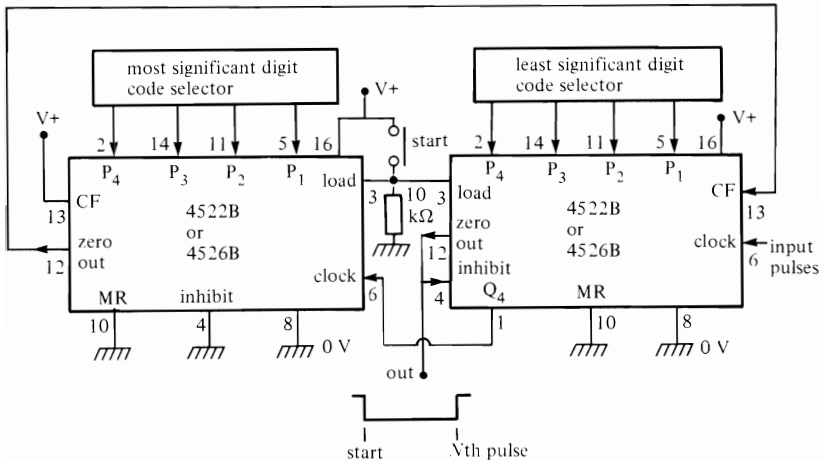 most significant digit
code selector
least significant digit
code selector
V+
V+
V+
start
2 14 11 5 16
2 14 11 5 16
P4 P3 P2 P1
P4 P3 P2 P1
load
3
10
kΩ
3
load
CF
13
CF
13
4522B
or
4526B
4522B
or
4526B
zero
out
12
zero
out
12
clock
6
clock
6
input
pulses
inhibit
4
Q4
1
MR
10
inhibit
4
8
0 V
MR
10
8
0 V
out
start
Nth pulse